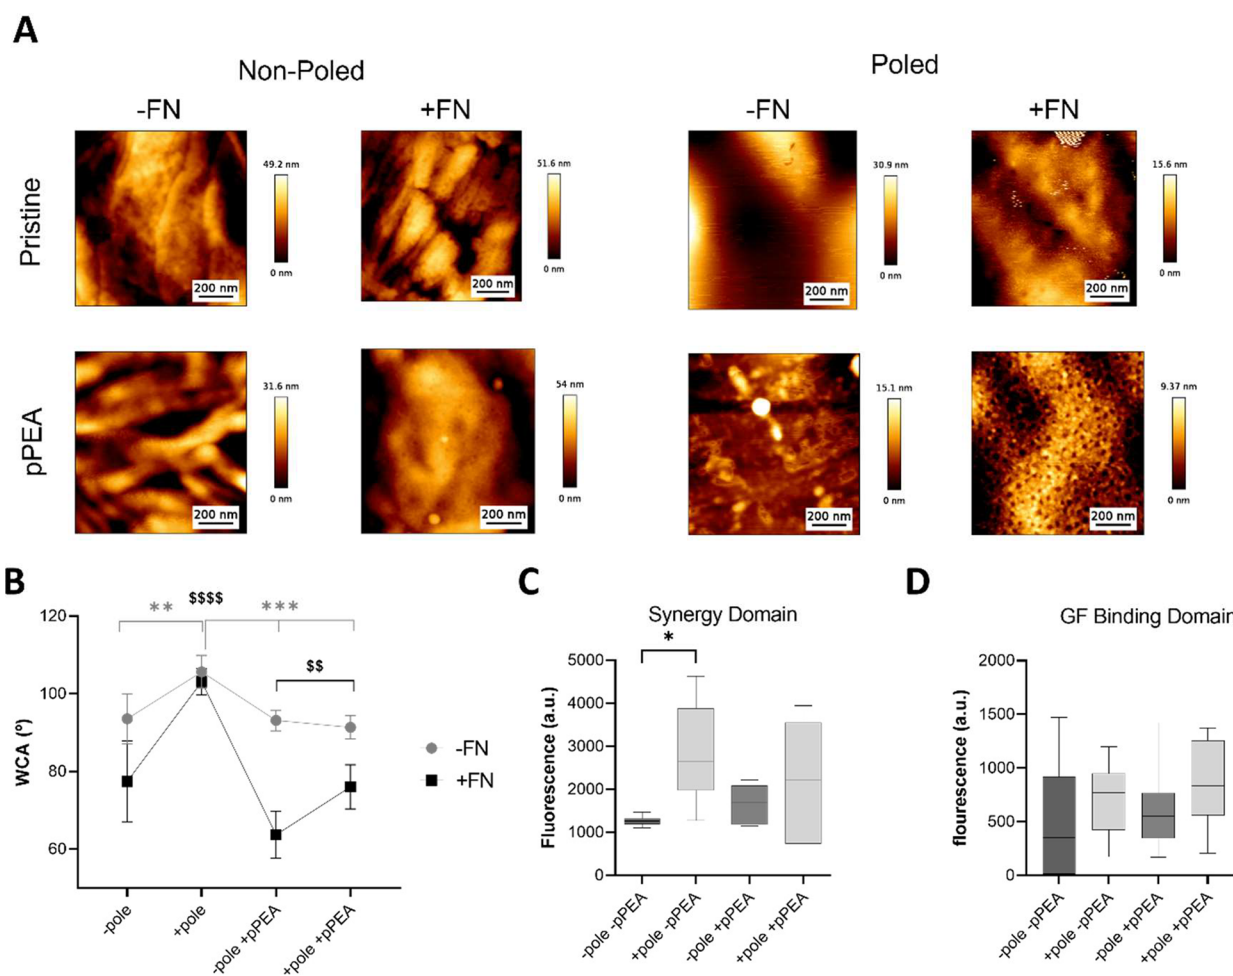 A
Non-Poled
Poled
-FN
+FN
-FN
+FN
Pristine
49.2 nm
0 nm
200 nm
51.6 nm
0 nm
200 nm
30.9 nm
0 nm
200 nm
15.6 nm
0 nm
200 nm
pPEA
31.6 nm
0 nm
200 nm
54 nm
0 nm
200 nm
15.1 nm
0 nm
200 nm
9.37 nm
0 nm
200 nm
B
** $$$$ ***
$$
WCA (º)
120
100
80
60
-pole
+pole
-pole +pPEA
+pole +pPEA
-FN
+FN
C
Synergy Domain
*
Fluorescence (a.u.)
5000
4000
3000
2000
1000
0
-pole -pPEA
+pole -pPEA
-pole +pPEA
+pole +pPEA
D
GF Binding Domain
flourescence (a.u.)
2000
1500
1000
500
0
-pole -pPEA
+pole -pPEA
-pole +pPEA
+pole +pPEA